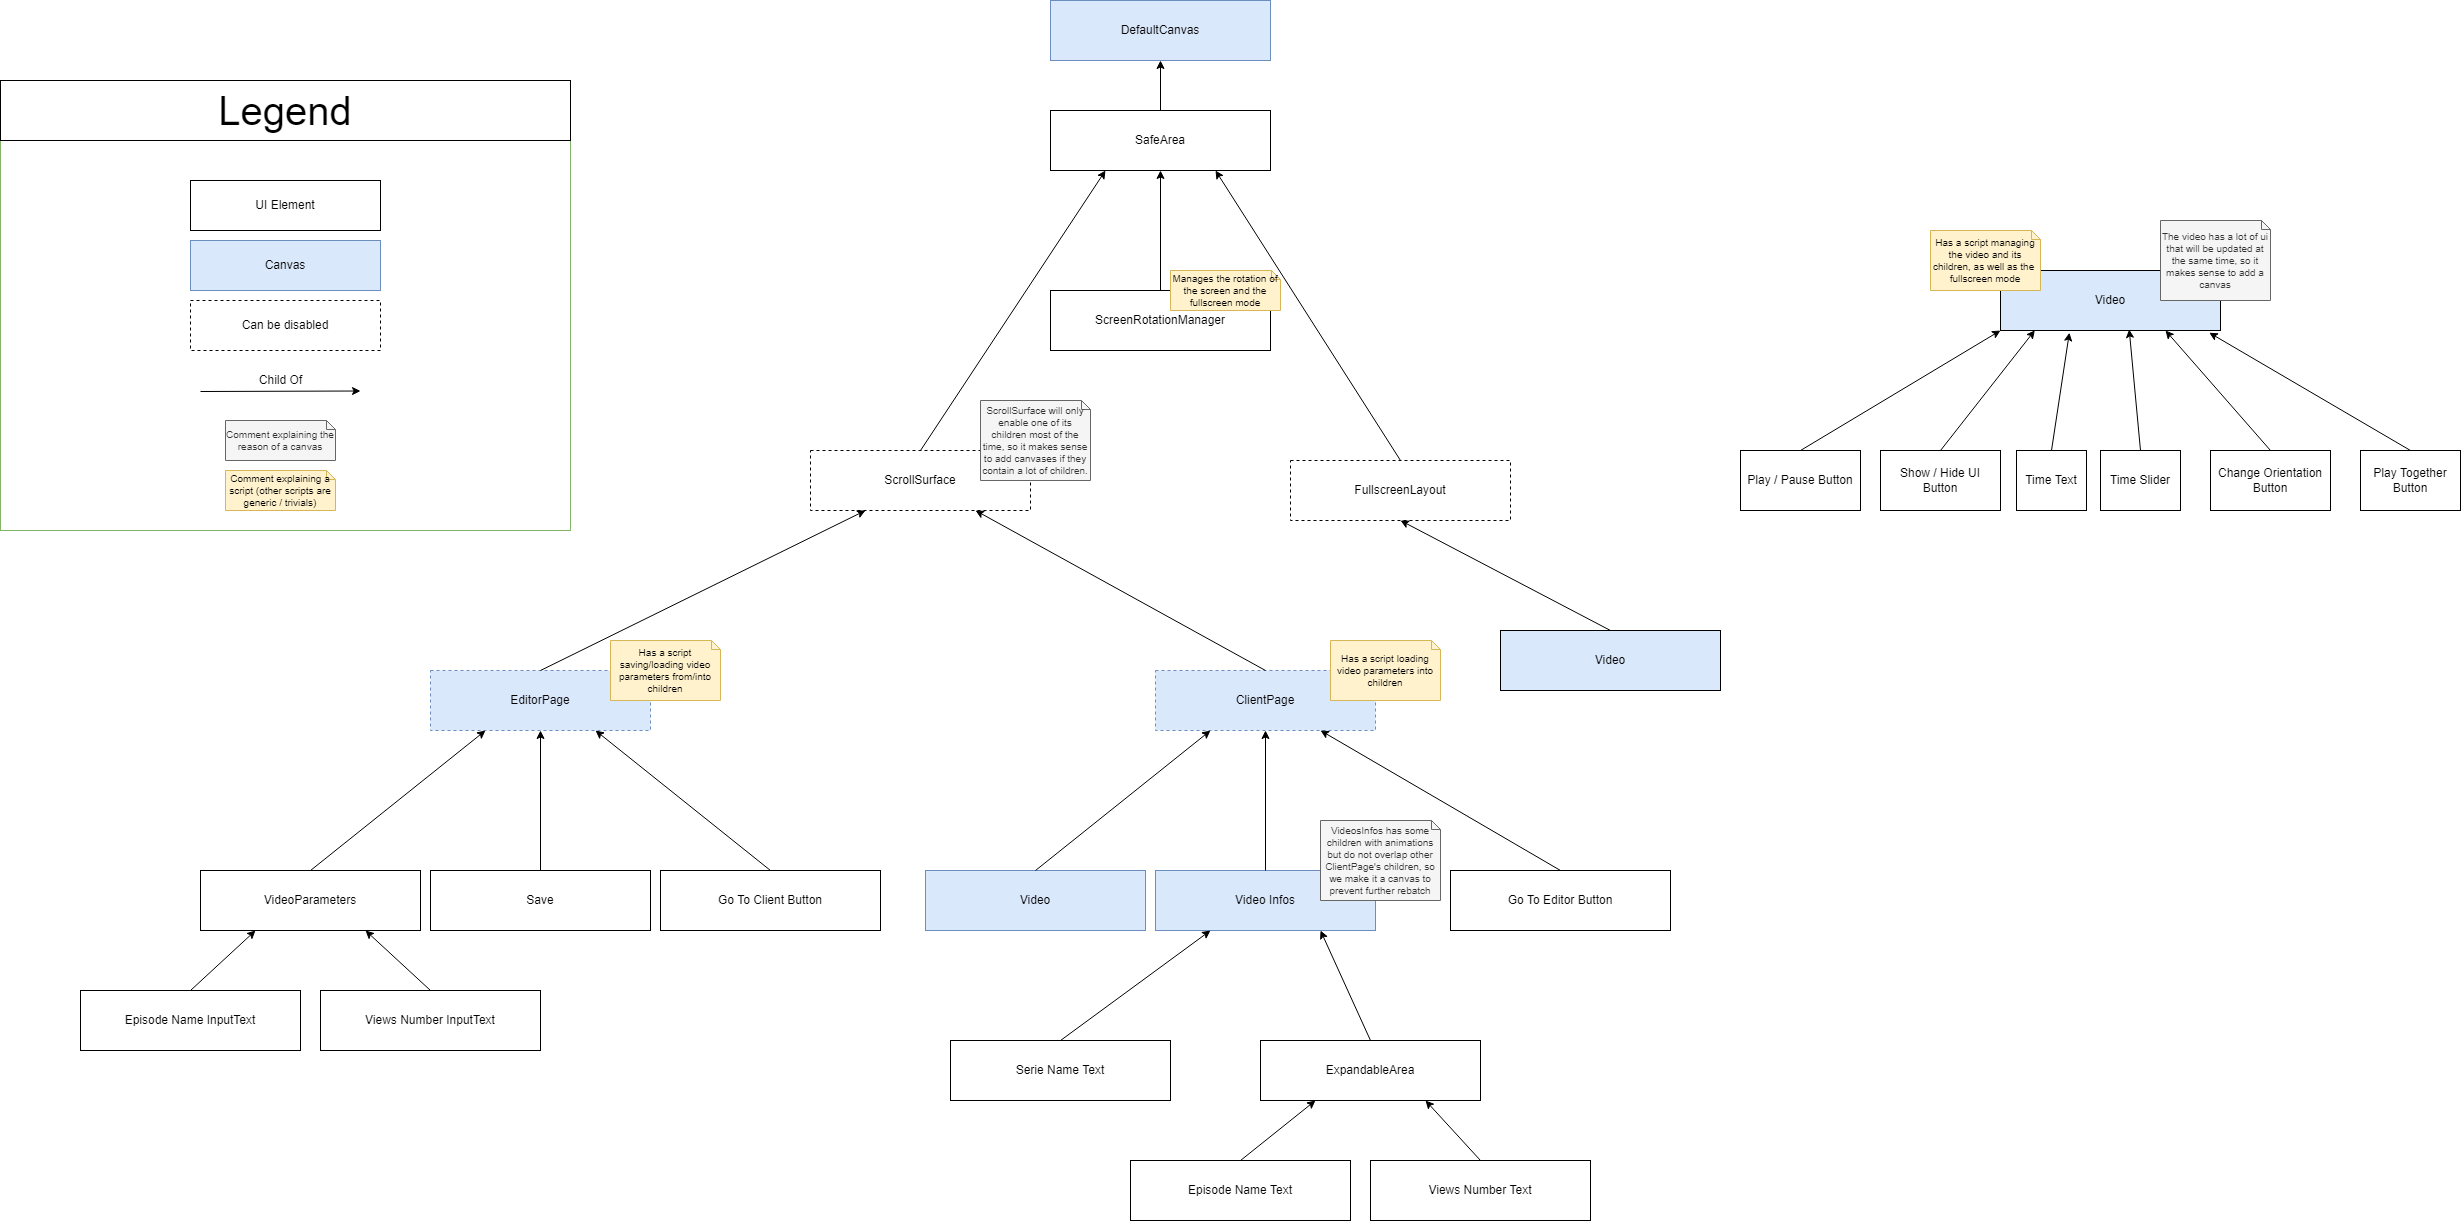 DefaultCanvas
Legend
SafeArea
UI Element
Canvas
Can be disabled
Child Of
Comment explaining the
reason of a canvas
Comment explaining a
script (other scripts are
generic / trivials)
Manages the rotation of
the screen and the
fullscreen mode
ScreenRotationManager
Has a script managing
the video and its
children, as well as the
fullscreen mode
The video has a lot of ui
that will be updated at
the same time, so it
makes sense to add a
canvas
Video
ScrollSurface will only
enable one of its
children most of the
time, so it makes sense
to add canvases if they
contain a lot of children.
ScrollSurface
FullscreenLayout
Play / Pause Button
Show / Hide UI
Button
Time Text
Time Slider
Change Orientation
Button
Play Together
Button
Has a script
saving/loading video
parameters from/into
children
EditorPage
Has a script loading
video parameters into
children
ClientPage
Video
VideosInfos has some
children with animations
but do not overlap other
ClientPage's children, so
we make it a canvas to
prevent further rebatch
VideoParameters
Save
Go To Client Button
Video
Video Infos
Go To Editor Button
Episode Name InputText
Views Number InputText
Serie Name Text
ExpandableArea
Episode Name Text
Views Number Text